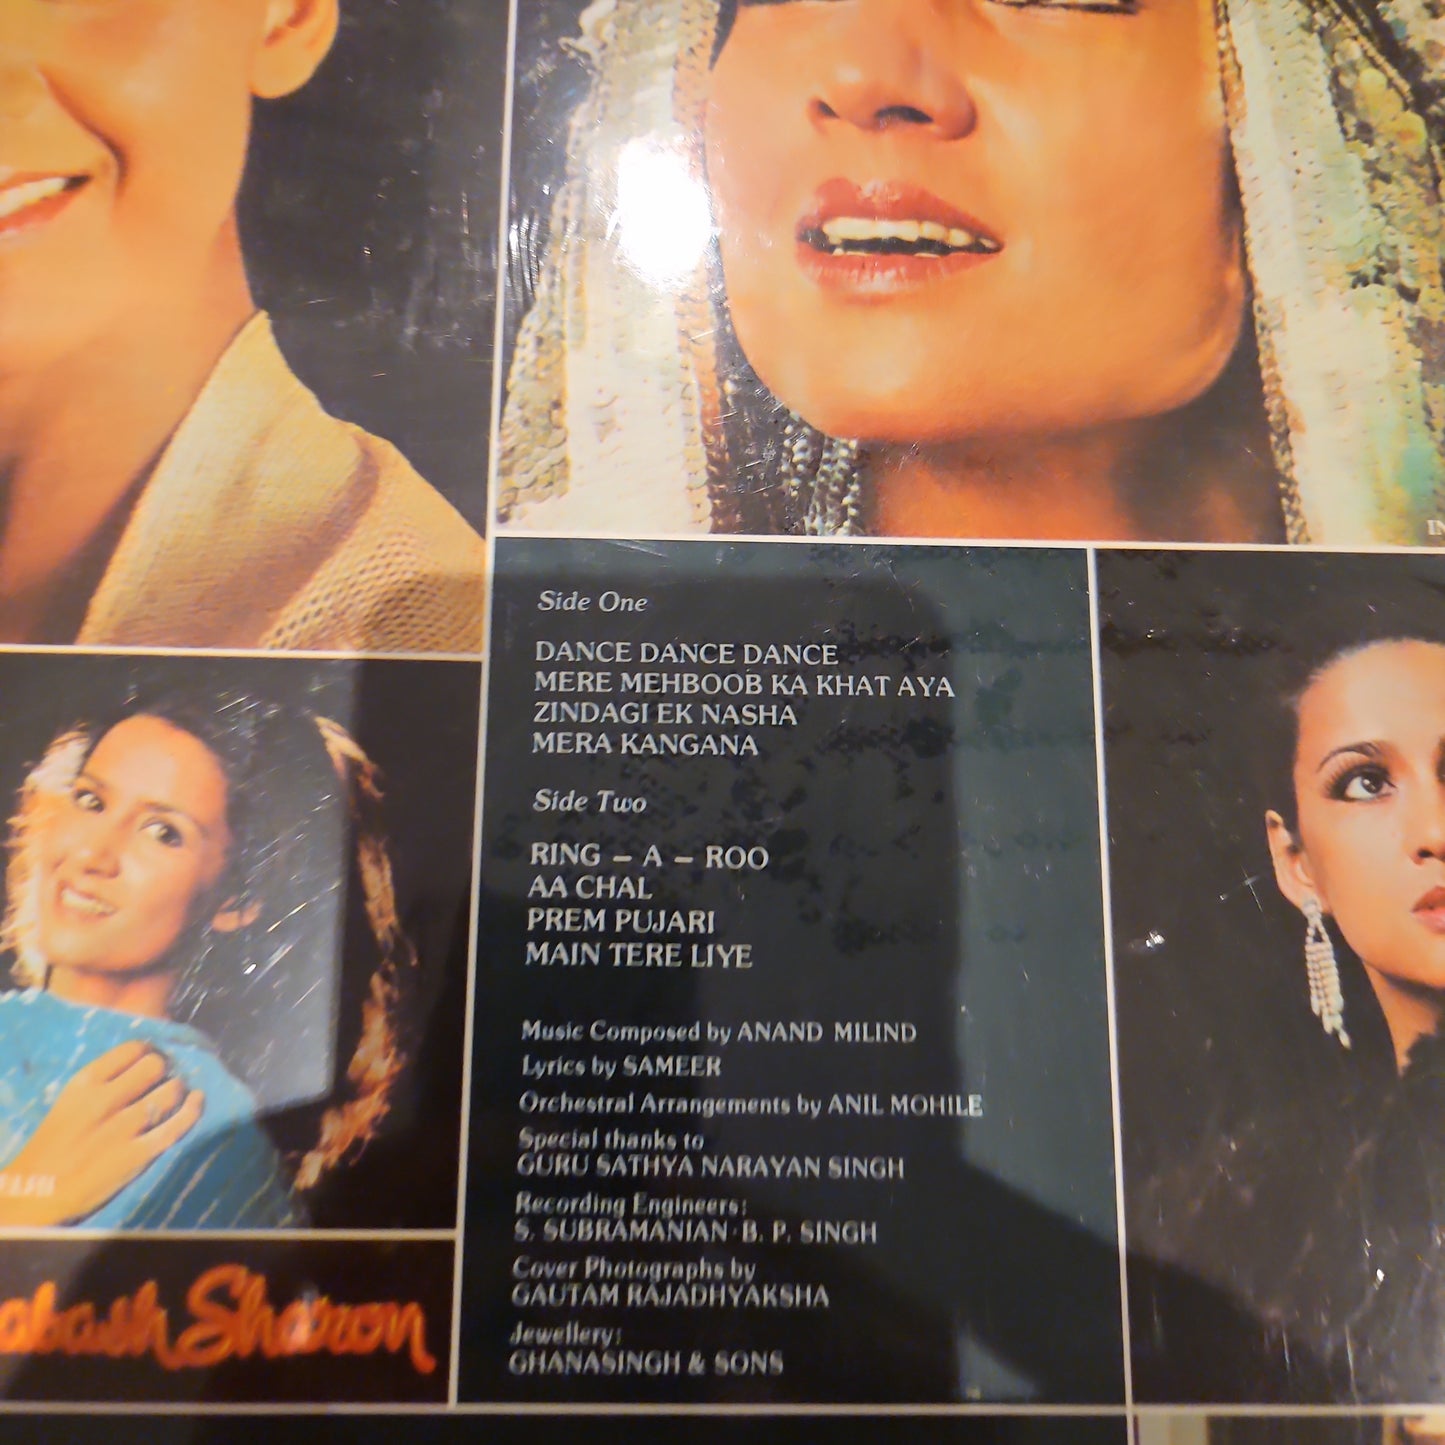 Side One
DANCE DANCE DANCE
MERE MEHBOOB KA KHAT AYA
ZINDAGI EK NASHA
MERA KANGANA
Side Two
RING – A – ROO
AA CHAL
PREM PUJARI
MAIN TERE LIYE
Music Composed by ANAND MILIND
Lyrics by SAMEER
Orchestral Arrangements by ANIL MOHILE
Special thanks to
GURU SATHYA NARAYAN SINGH
Recording Engineers:
S. SUBRAMANIAN · B. P. SINGH
Cover Photographs by
GAUTAM RAJADHYAKSHA
Jewellery:
GHANASINGH & SONS
abash Sharon